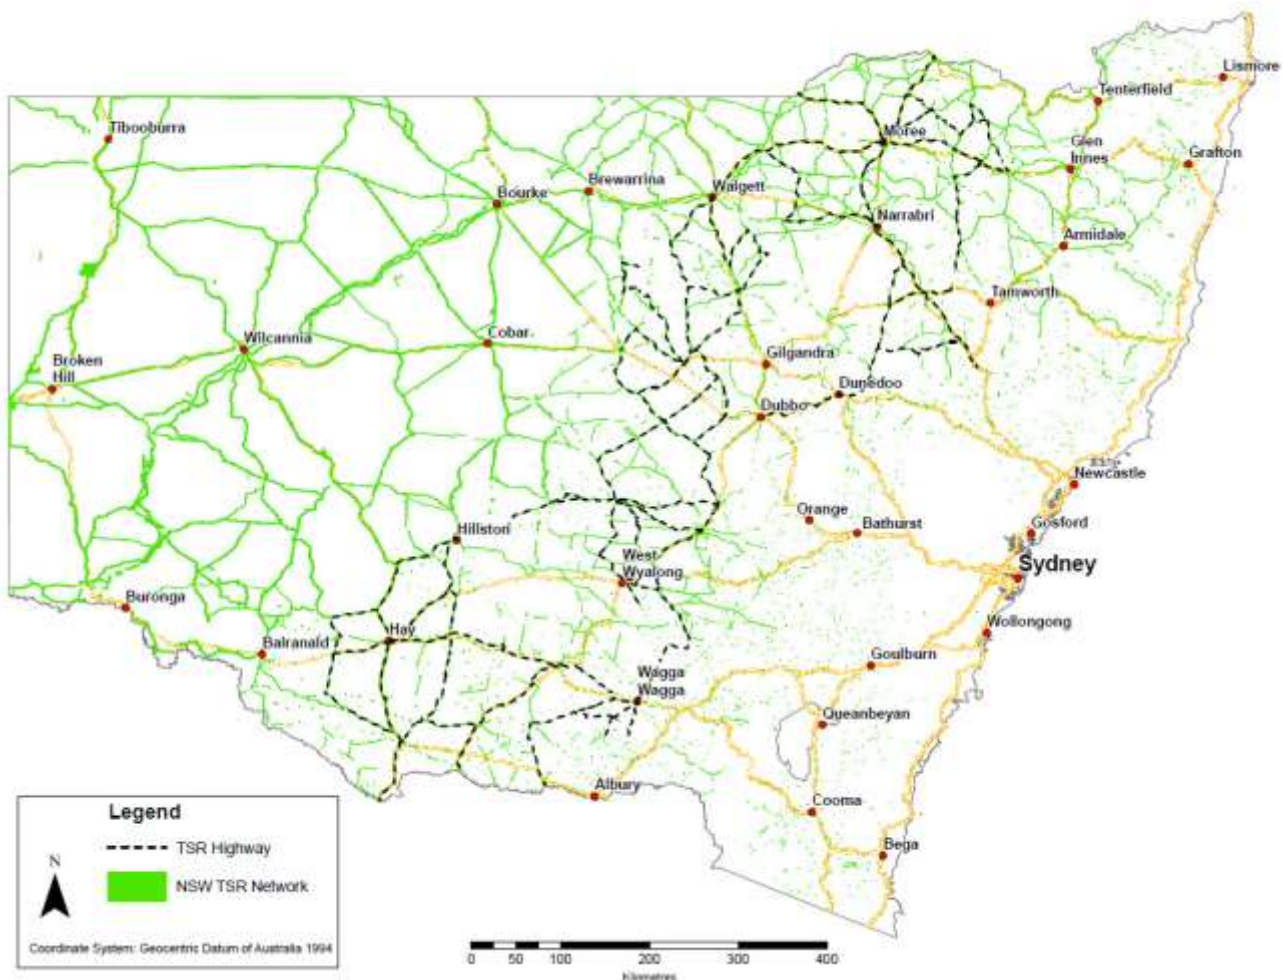 Lismore
Tenterfield
Tibooburra
Moree
Glen
Innes
Grafton
Brewarrina
Walgett
Bourke
Narrabri
Armidale
Tamworth
Cobar
Wilcannia
Broken
Hill
Gilgandra
Dunedoo
Dubbo
Newcastle
Orange
Bathurst
Gosford
Hillston
West
Wyalong
Sydney
Buronga
Wollongong
Hay
Balranald
Goulburn
Wagga
Wagga
Queanbeyan
Albury
Cooma
Bega
Legend
TSR Highway
N
NSW TSR Network
Coordinate System: Geocentric Datum of Australia 1994
0 50 100 200 300 400
Kilometres